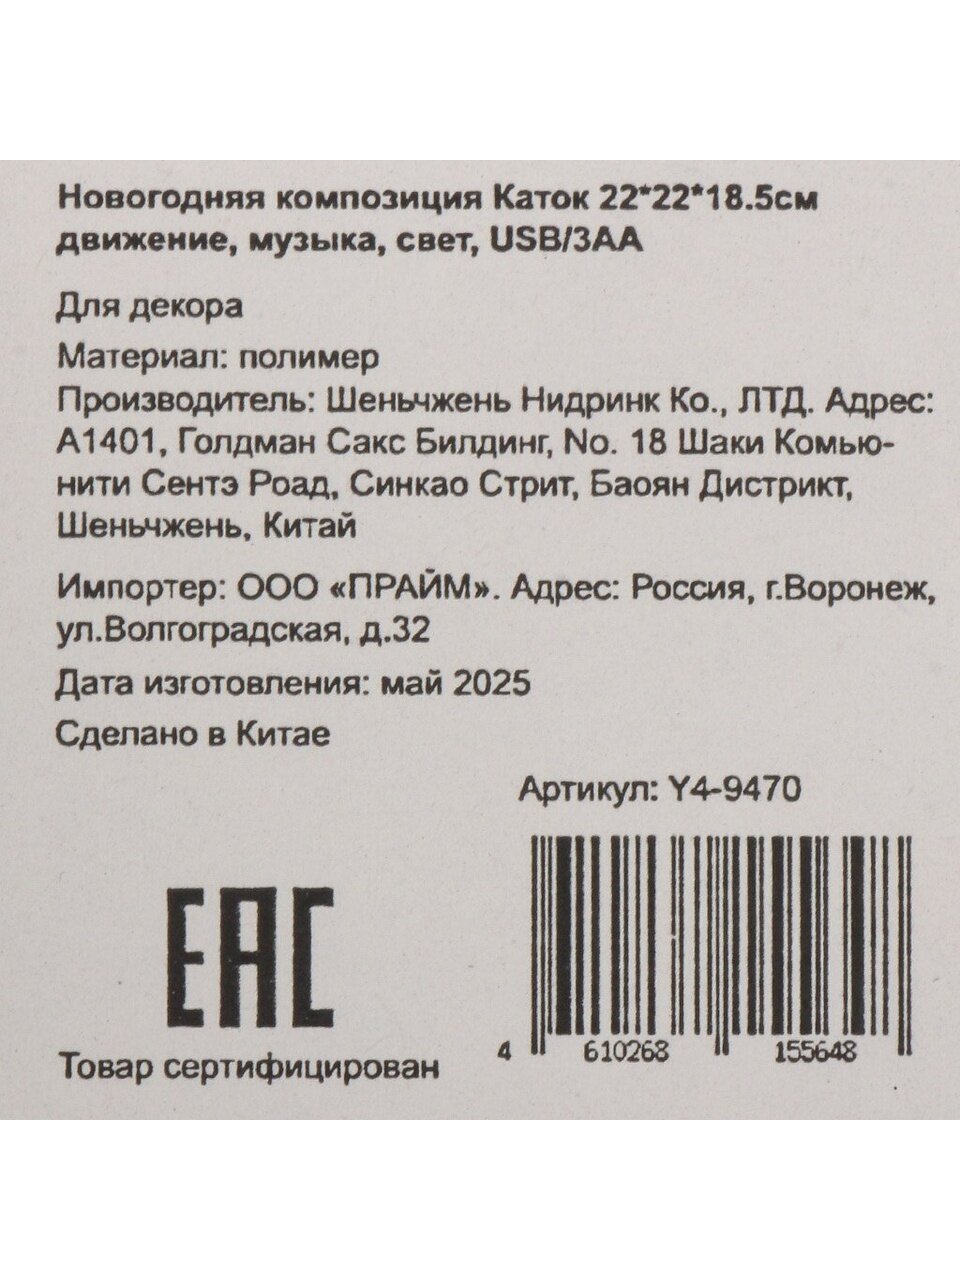 Новогодняя композиция Каток 22*22*18.5см
движение, музыка, свет, USB/3AA
Для декора
Материал: полимер
Производитель: Шеньчжень Нидринк Ко., ЛТД. Адрес:
А1401, Голдман Сакс Билдинг, No. 18 Шаки Комью-
нити Сентэ Роад, Синкао Стрит, Баоян Дистрикт,
Шеньчжень, Китай
Импортер: ООО «ПРАЙМ». Адрес: Россия, г.Воронеж,
ул.Волгоградская, д.32
Дата изготовления: май 2025
Сделано в Китае
Артикул: Y4-9470
EAC
4 610268 155648
Товар сертифицирован